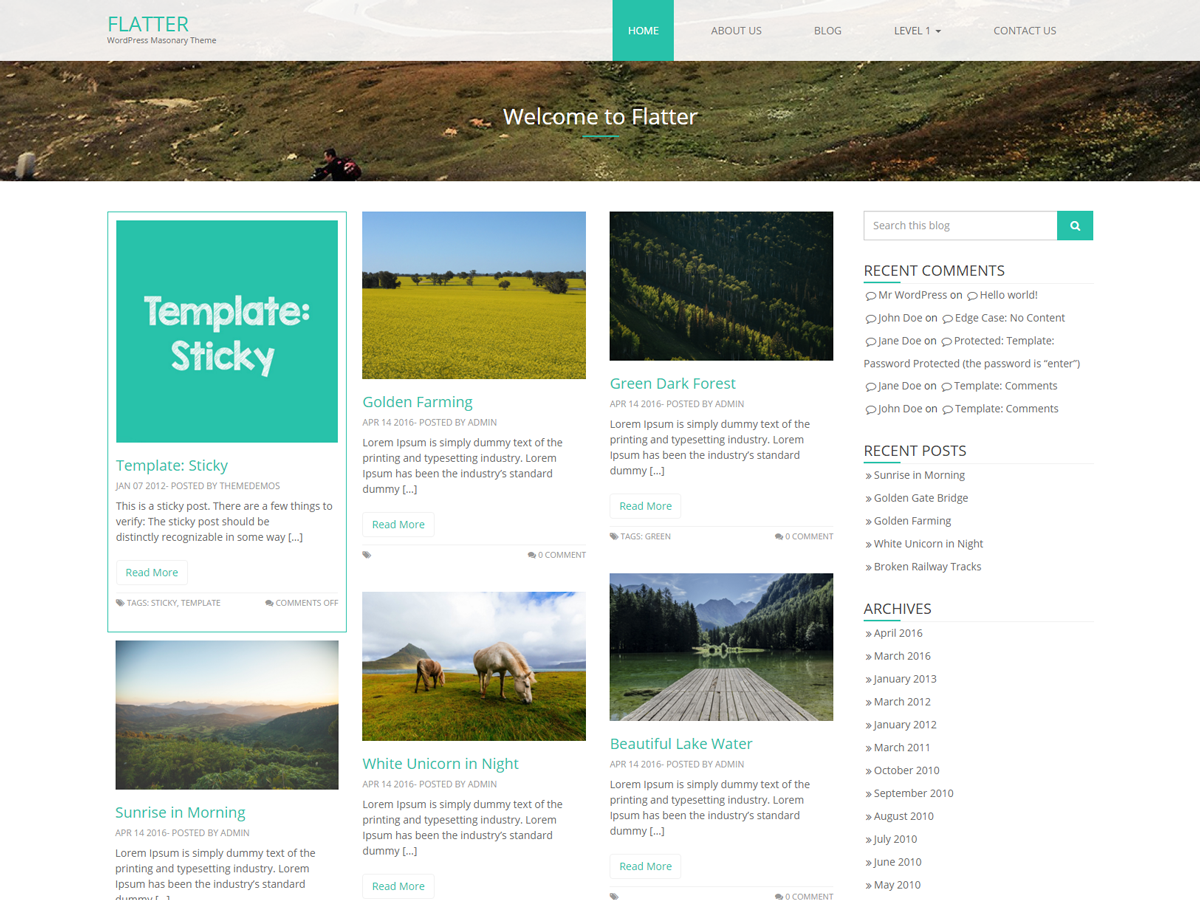 FLATTER
WordPress Masonary Theme
HOME
ABOUT US
BLOG
LEVEL 1
CONTACT US
Welcome to Flatter
Template:
Sticky
Template: Sticky
JAN 07 2012- POSTED BY THEMEDEMOS
This is a sticky post. There are a few things to
verify: The sticky post should be
distinctly recognizable in some way [...]
Read More
TAGS: STICKY, TEMPLATE
COMMENTS OFF
Sunrise in Morning
APR 14 2016- POSTED BY ADMIN
Lorem Ipsum is simply dummy text of the
printing and typesetting industry. Lorem
Ipsum has been the industry's standard
dummy [...]
Golden Farming
APR 14 2016- POSTED BY ADMIN
Lorem Ipsum is simply dummy text of the
printing and typesetting industry. Lorem
Ipsum has been the industry's standard
dummy [...]
Read More
0 COMMENT
White Unicorn in Night
APR 14 2016- POSTED BY ADMIN
Lorem Ipsum is simply dummy text of the
printing and typesetting industry. Lorem
Ipsum has been the industry's standard
dummy [...]
Read More
Green Dark Forest
APR 14 2016- POSTED BY ADMIN
Lorem Ipsum is simply dummy text of the
printing and typesetting industry. Lorem
Ipsum has been the industry's standard
dummy [...]
Read More
TAGS: GREEN
0 COMMENT
Beautiful Lake Water
APR 14 2016- POSTED BY ADMIN
Lorem Ipsum is simply dummy text of the
printing and typesetting industry. Lorem
Ipsum has been the industry's standard
dummy [...]
Read More
0 COMMENT
Search this blog
RECENT COMMENTS
Mr WordPress on Hello world!
John Doe on Edge Case: No Content
Jane Doe on Protected: Template:
Password Protected (the password is “enter”)
Jane Doe on Template: Comments
John Doe on Template: Comments
RECENT POSTS
» Sunrise in Morning
» Golden Gate Bridge
» Golden Farming
» White Unicorn in Night
» Broken Railway Tracks
ARCHIVES
» April 2016
» March 2016
» January 2013
» March 2012
» January 2012
» March 2011
» October 2010
» September 2010
» August 2010
» July 2010
» June 2010
» May 2010